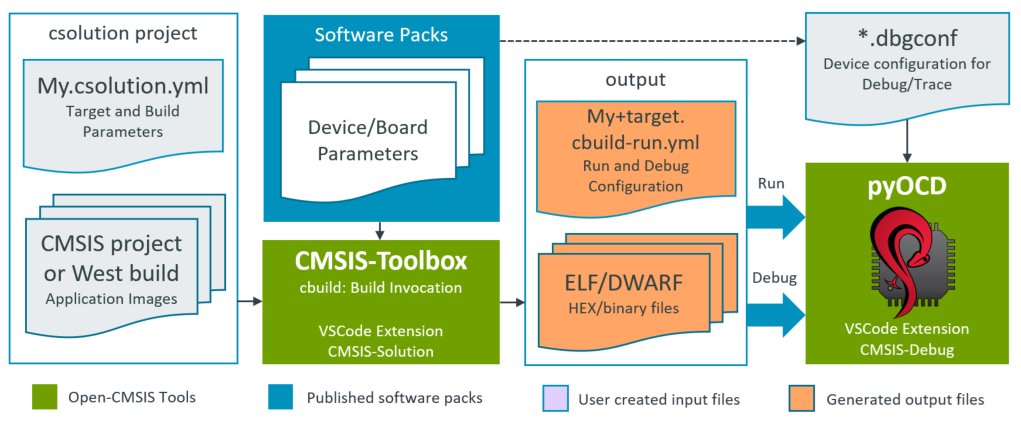 csolution project
My.csolution.yml
Target and Build
Parameters
CMSIS project
or West build
Application Images
Software Packs
Device/Board
Parameters
CMSIS-Toolbox
cbuild: Build Invocation
VSCode Extension
CMSIS-Solution
output
My+target.
cbuild-run.yml
Run and Debug
Configuration
ELF/DWARF
HEX/binary files
Run
Debug
*.dbgconf
Device configuration for
Debug/Trace
pyOCD
VSCode Extension
CMSIS-Debug
Open-CMSIS Tools
Published software packs
User created input files
Generated output files